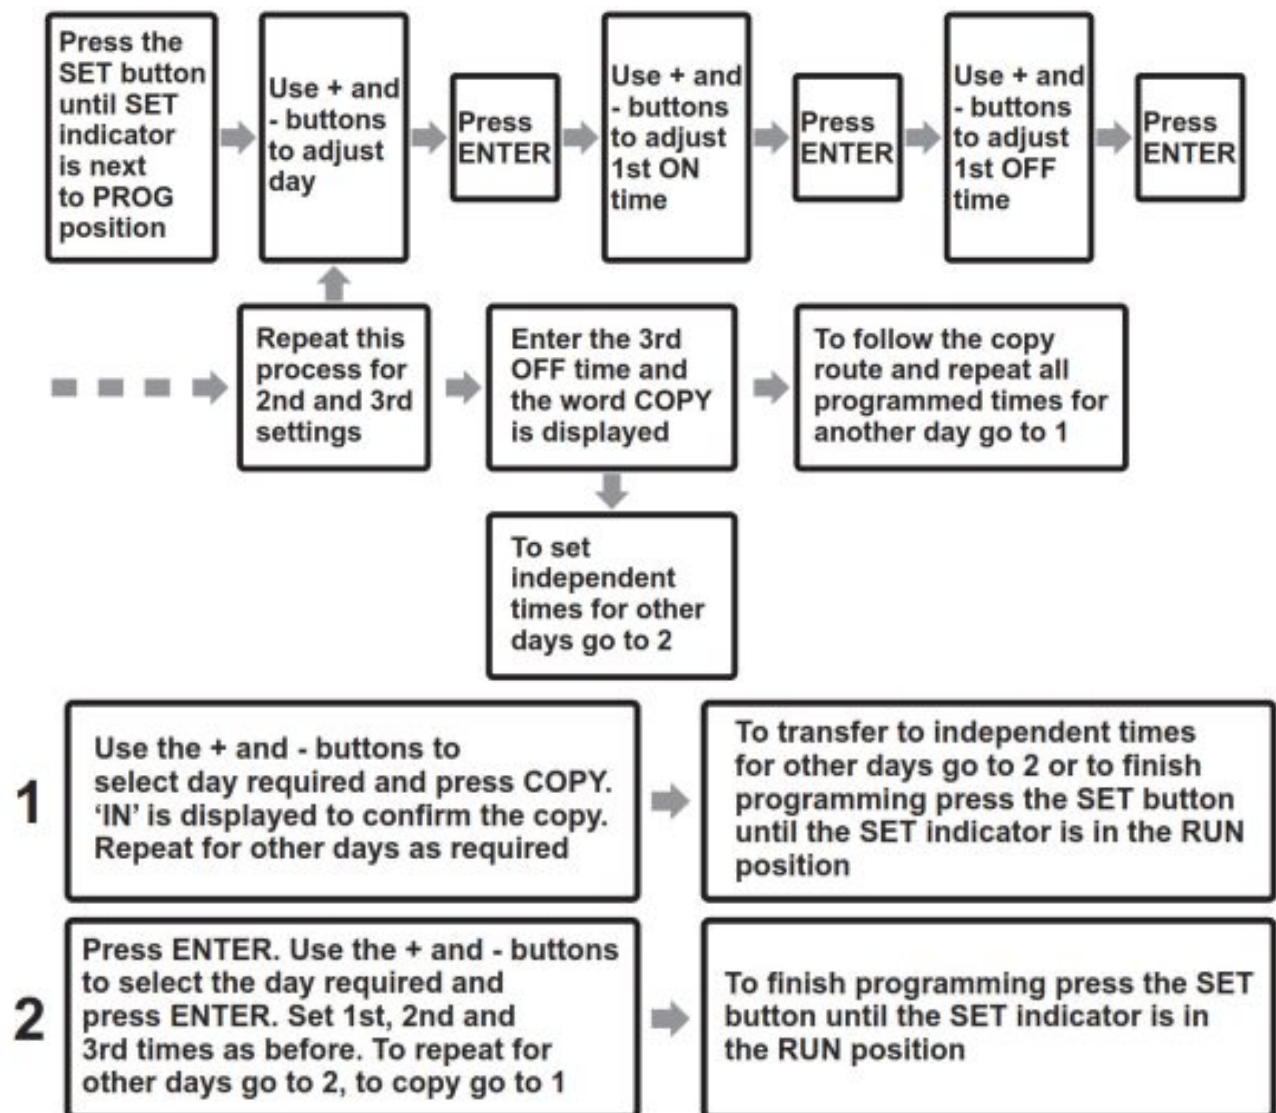 Press the
SET button
until SET
indicator
is next
to PROG
position
Use + and
- buttons
to adjust
day
Press
ENTER
Use + and
- buttons
to adjust
1st ON
time
Press
ENTER
Use + and
- buttons
to adjust
1st OFF
time
Press
ENTER
Repeat this
process for
2nd and 3rd
settings
Enter the 3rd
OFF time and
the word COPY
is displayed
To follow the copy
route and repeat all
programmed times for
another day go to 1
To set
independent
times for other
days go to 2
1
Use the + and - buttons to
select day required and press COPY.
‘IN’ is displayed to confirm the copy.
Repeat for other days as required
To transfer to independent times
for other days go to 2 or to finish
programming press the SET button
until the SET indicator is in the RUN
position
2
Press ENTER. Use the + and - buttons
to select the day required and
press ENTER. Set 1st, 2nd and
3rd times as before. To repeat for
other days go to 2, to copy go to 1
To finish programming press the SET
button until the SET indicator is in
the RUN position